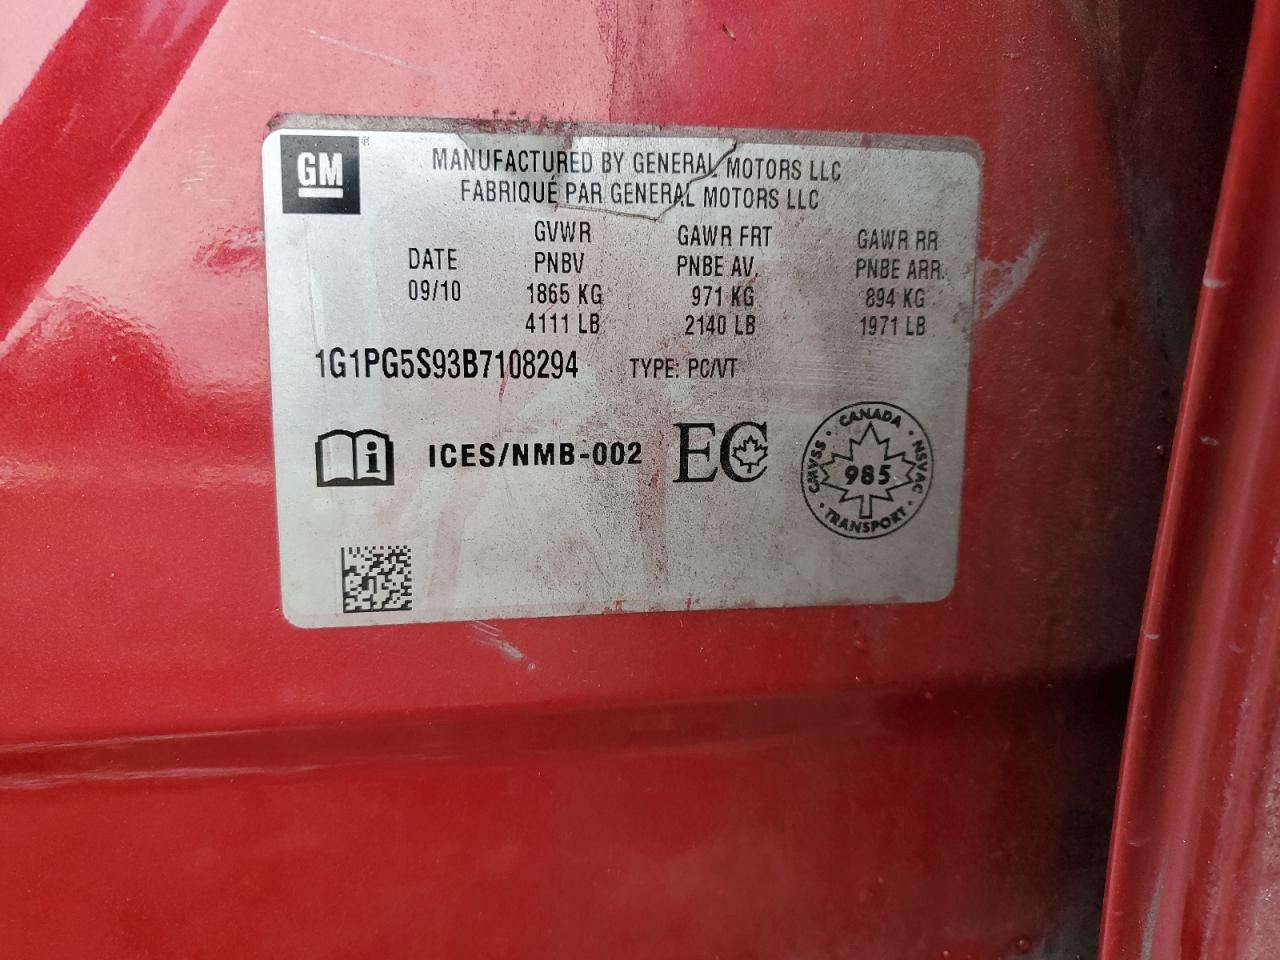 GM®
MANUFACTURED BY GENERAL MOTORS LLC
FABRIQUÉ PAR GENERAL MOTORS LLC
DATE
09/10
GVWR
PNBV
1865 KG
4111 LB
GAWR FRT
PNBE AV.
971 KG
2140 LB
GAWR RR
PNBE ARR.
894 KG
1971 LB
1G1PG5S93B7108294 TYPE: PC/VT
i ICES/NMB-002 EC
CANADA
CMVSS · NSVAC
985
TRANSPORT